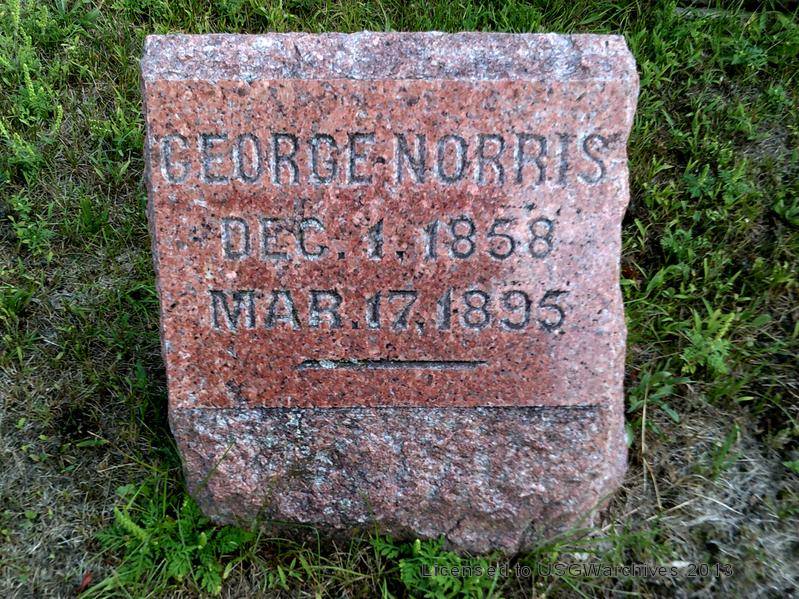 GEORGE NORRIS
DEC. 1, 1858
MAR. 17, 1895
Licensed to USGWarchives 2013